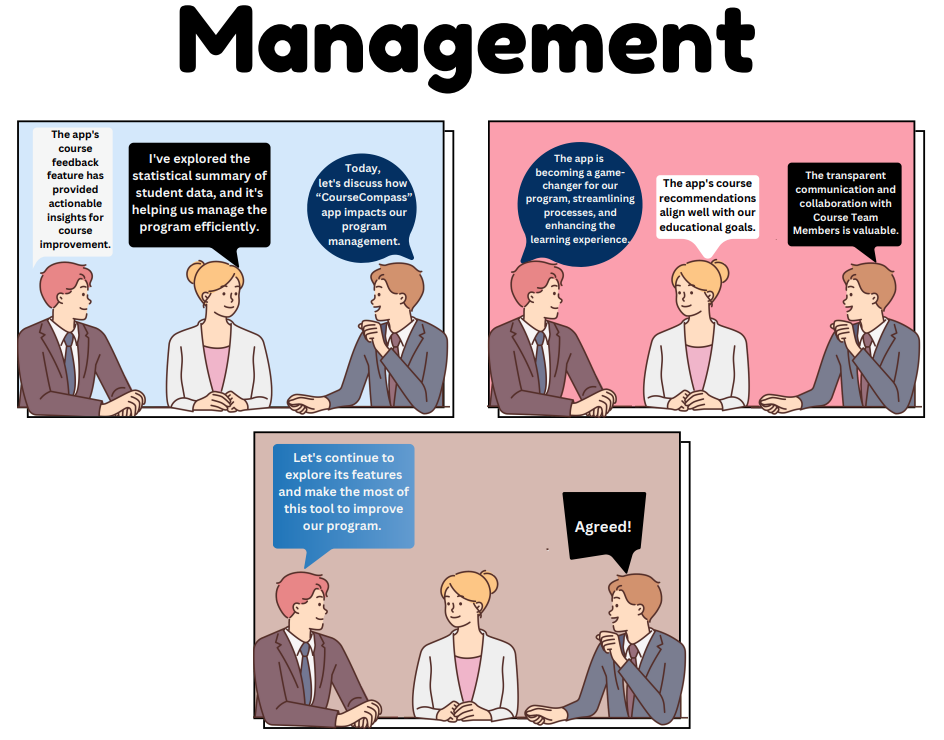 Management
The app's
course
feedback
feature has
provided
actionable
insights for
course
improvement.
I've explored the
statistical summary of
student data, and it's
helping us manage the
program efficiently.
Today,
let's discuss how
“CourseCompass”
app impacts our
program
management.
The app is
becoming a game-
changer for our
program, streamlining
processes, and
enhancing the
learning experience.
The app's course
recommendations
align well with our
educational goals.
The transparent
communication and
collaboration with
Course Team
Members is valuable.
Let's continue to
explore its features
and make the most of
this tool to improve
our program.
Agreed!